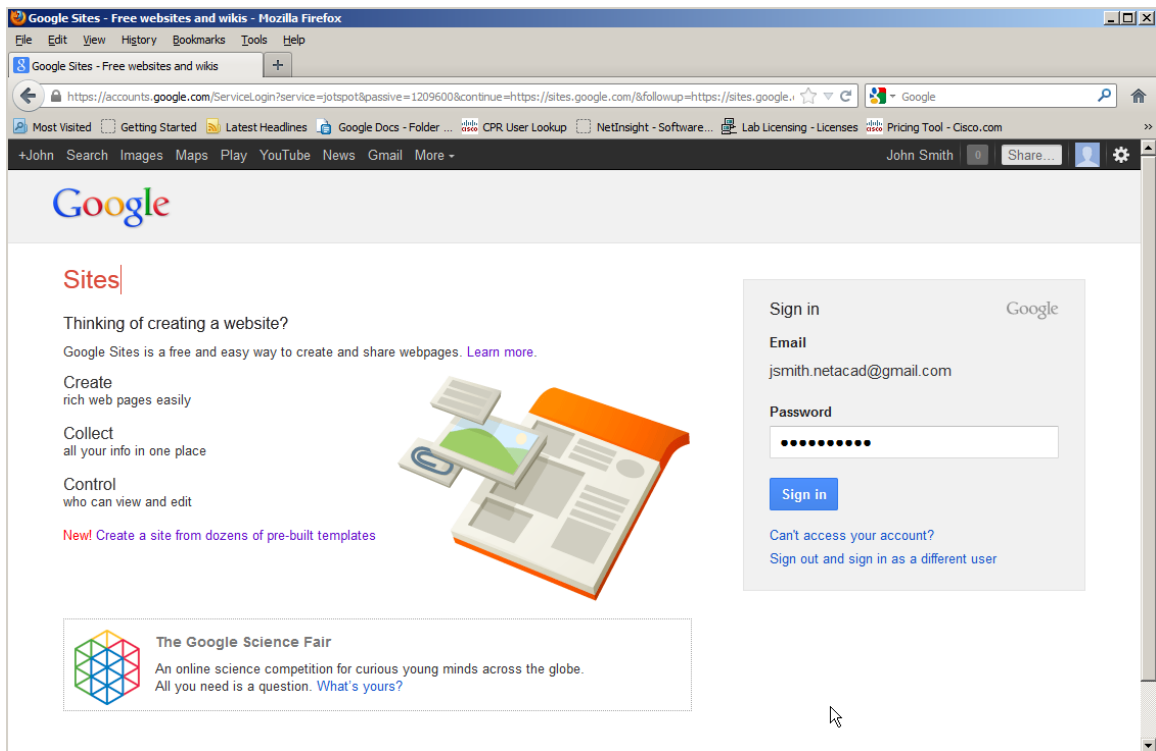 Google Sites - Free websites and wikis - Mozilla Firefox
File Edit View History Bookmarks Tools Help
Google Sites - Free websites and wikis +
https://accounts.google.com/ServiceLogin?service=jotspot&passive=1209600&continue=https://sites.google.com/&followup=https://sites.google. Google
Most Visited Getting Started Latest Headlines Google Docs - Folder ... CPR User Lookup NetInsight - Software... Lab Licensing - Licenses Pricing Tool - Cisco.com »
+John Search Images Maps Play YouTube News Gmail More John Smith 0 Share...
Google
Sites
Thinking of creating a website?
Google Sites is a free and easy way to create and share webpages. Learn more.
Create
rich web pages easily
Collect
all your info in one place
Control
who can view and edit
New! Create a site from dozens of pre-built templates
Sign in Google
Email
jsmith.netacad@gmail.com
Password
••••••••••
Sign in
Can't access your account?
Sign out and sign in as a different user
The Google Science Fair
An online science competition for curious young minds across the globe.
All you need is a question. What's yours?